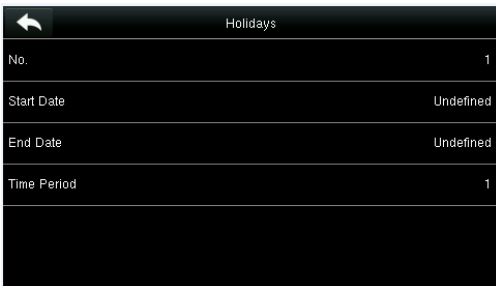 Holidays
No. 1
Start Date Undefined
End Date Undefined
Time Period 1